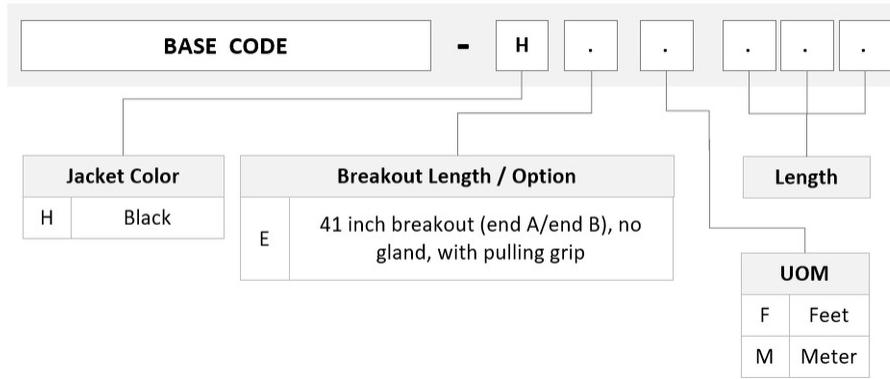 BASE CODE - H . . . . .
Jacket Color
H Black
Breakout Length / Option
E 41 inch breakout (end A/end B), no
gland, with pulling grip
Length
UOM
F Feet
M Meter